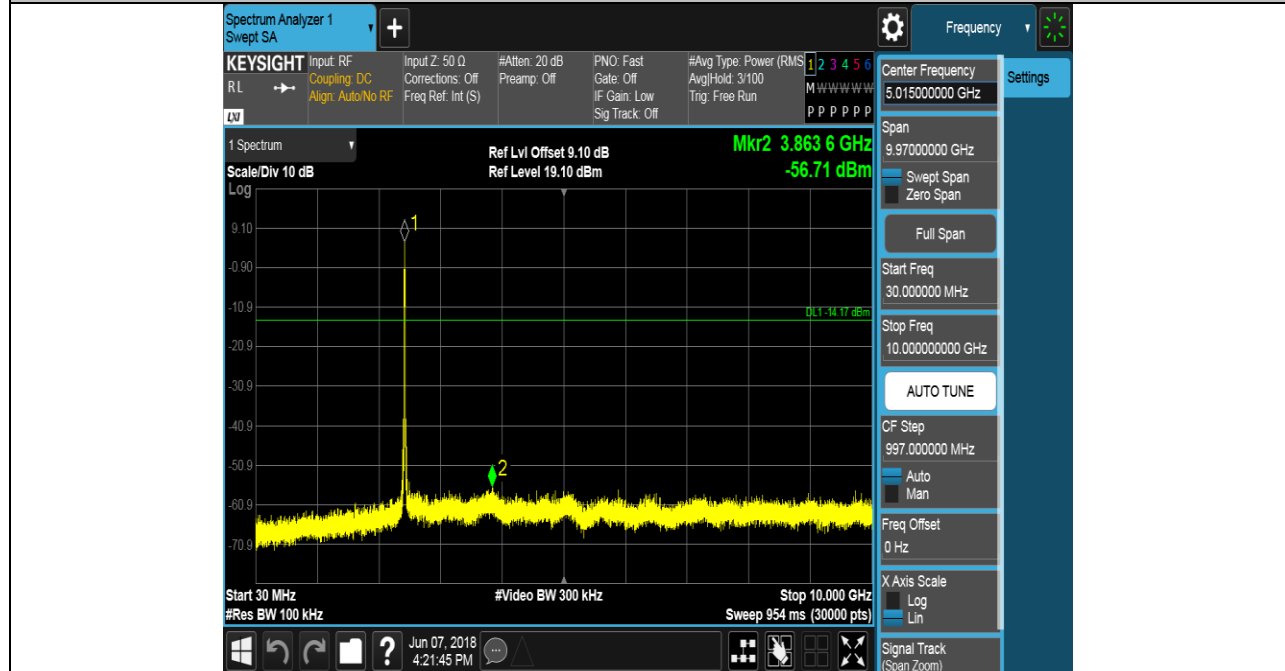 Spectrum Analyzer 1
Swept SA
+
Frequency
KEYSIGHT
RL
LXI
Input: RF
Coupling: DC
Align: Auto/No RF
Input Z: 50 Ω
Corrections: Off
Freq Ref: Int (S)
#Atten: 20 dB
Preamp: Off
PNO: Fast
Gate: Off
IF Gain: Low
Sig Track: Off
#Avg Type: Power (RMS
Avg|Hold: 3/100
Trig: Free Run
1 2 3 4 5 6
M W W W W W
P P P P P P
1 Spectrum
Scale/Div 10 dB
Log
Ref Lvl Offset 9.10 dB
Ref Level 19.10 dBm
Mkr2 3.863 6 GHz
-56.71 dBm
9.10
-0.90
-10.9
-20.9
-30.9
-40.9
-50.9
-60.9
-70.9
1
DL1 -14.17 dBm
2
Start 30 MHz
#Res BW 100 kHz
#Video BW 300 kHz
Stop 10.000 GHz
Sweep 954 ms (30000 pts)
?
Jun 07, 2018
4:21:45 PM
Center Frequency
5.015000000 GHz
Settings
Span
9.97000000 GHz
Swept Span
Zero Span
Full Span
Start Freq
30.000000 MHz
Stop Freq
10.000000000 GHz
AUTO TUNE
CF Step
997.000000 MHz
Auto
Man
Freq Offset
0 Hz
X Axis Scale
Log
Lin
Signal Track
(Span Zoom)